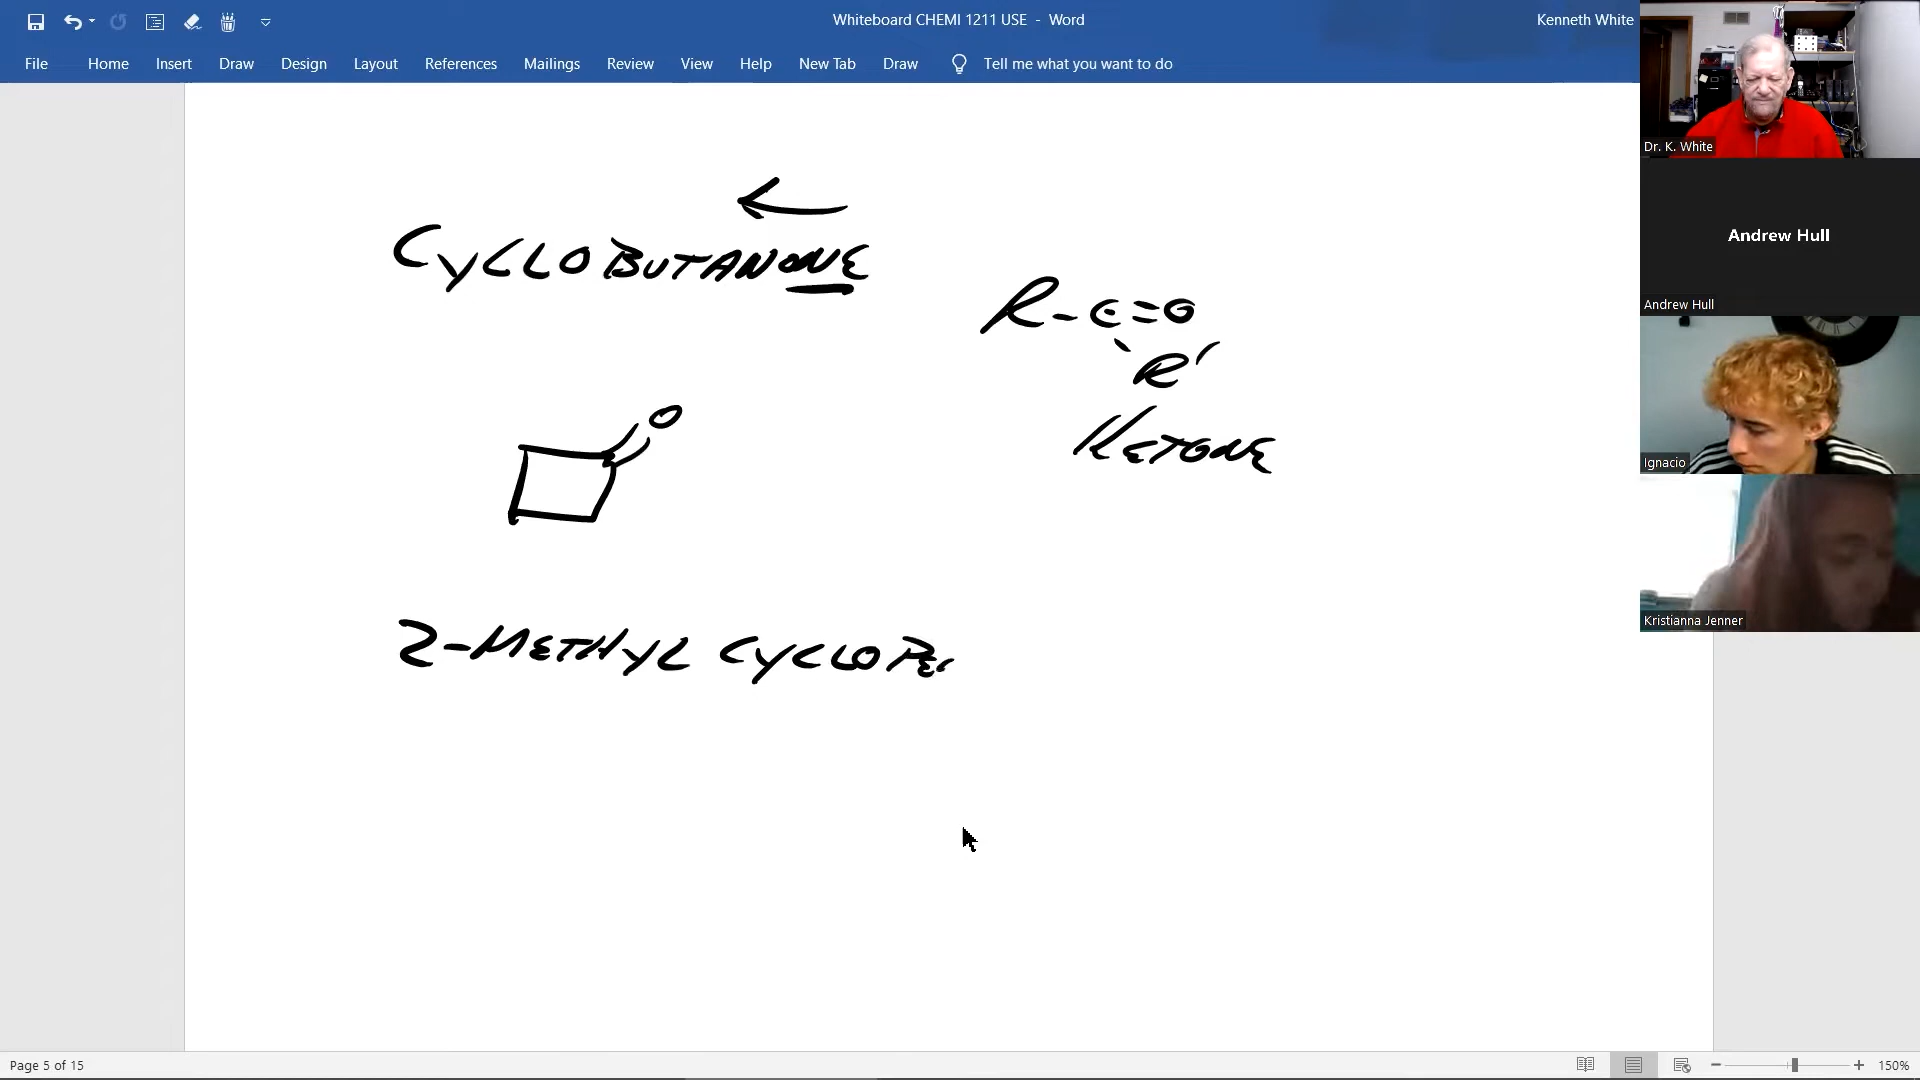 Whiteboard CHEMI 1211 USE - Word
Kenneth White
File Home Insert Draw Design Layout References Mailings Review View Help New Tab Draw Tell me what you want to do
CYCLOBUTANONE
R-C=O
R'
KETONE
O
2-METHYL CYCLOPE
Dr. K. White
Andrew Hull
Andrew Hull
Ignacio
Kristianna Jenner
Page 5 of 15
150%